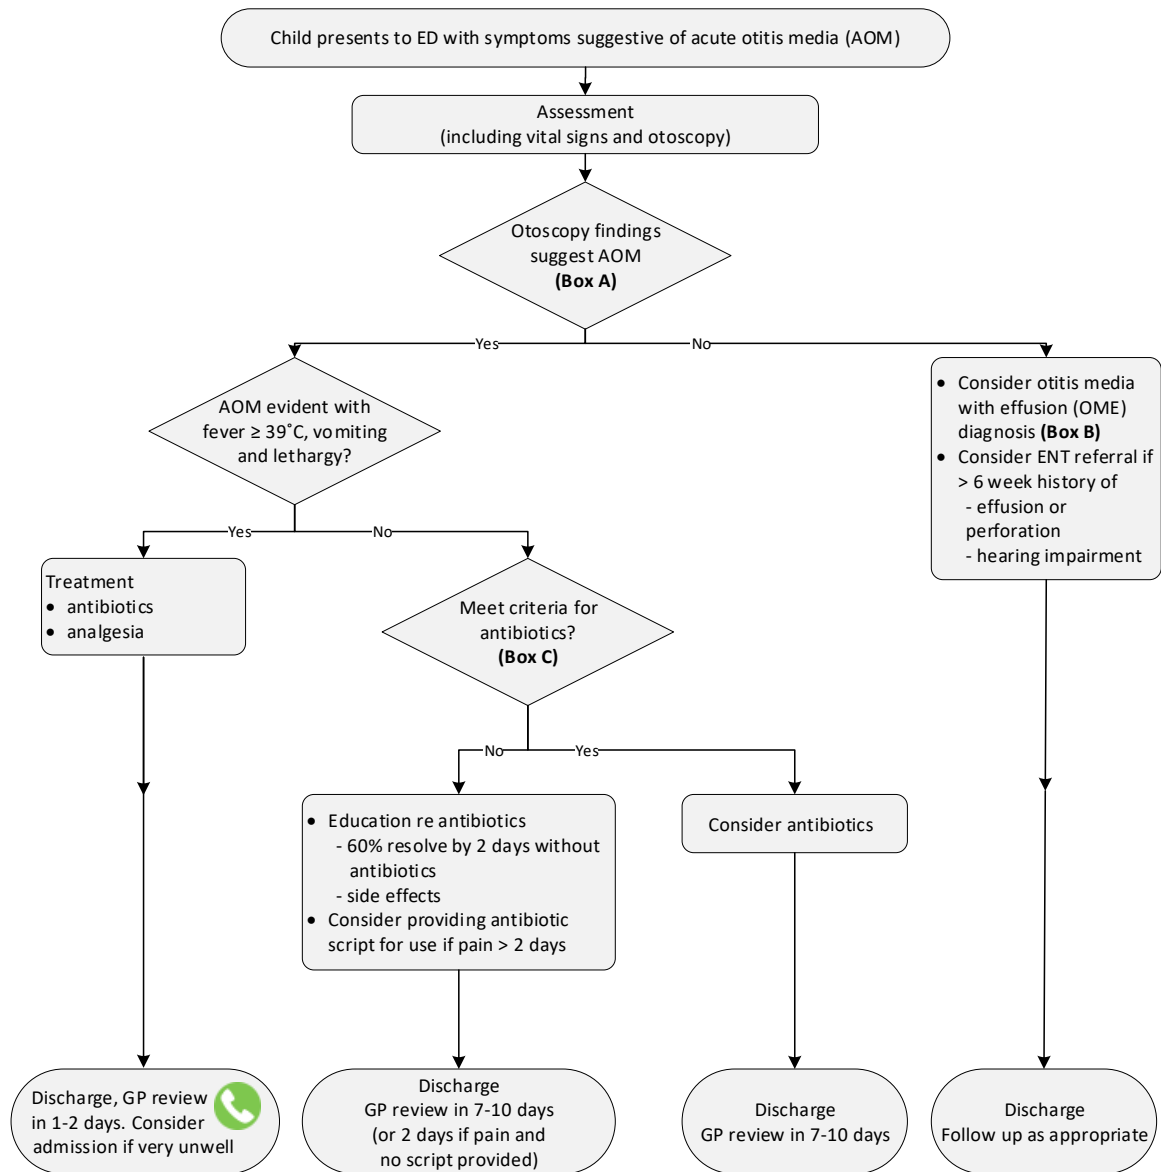 Child presents to ED with symptoms suggestive of acute otitis media (AOM)
Assessment
(including vital signs and otoscopy)
Otoscopy findings
suggest AOM
(Box A)
Yes
No
AOM evident with
fever ≥ 39˚C, vomiting
and lethargy?
• Consider otitis media
with effusion (OME)
diagnosis (Box B)
• Consider ENT referral if
> 6 week history of
- effusion or
perforation
- hearing impairment
Yes
No
Treatment
• antibiotics
• analgesia
Meet criteria for
antibiotics?
(Box C)
No
Yes
• Education re antibiotics
- 60% resolve by 2 days without
antibiotics
- side effects
• Consider providing antibiotic
script for use if pain > 2 days
Consider antibiotics
Discharge, GP review
in 1-2 days. Consider
admission if very unwell
Discharge
GP review in 7-10 days
(or 2 days if pain and
no script provided)
Discharge
GP review in 7-10 days
Discharge
Follow up as appropriate